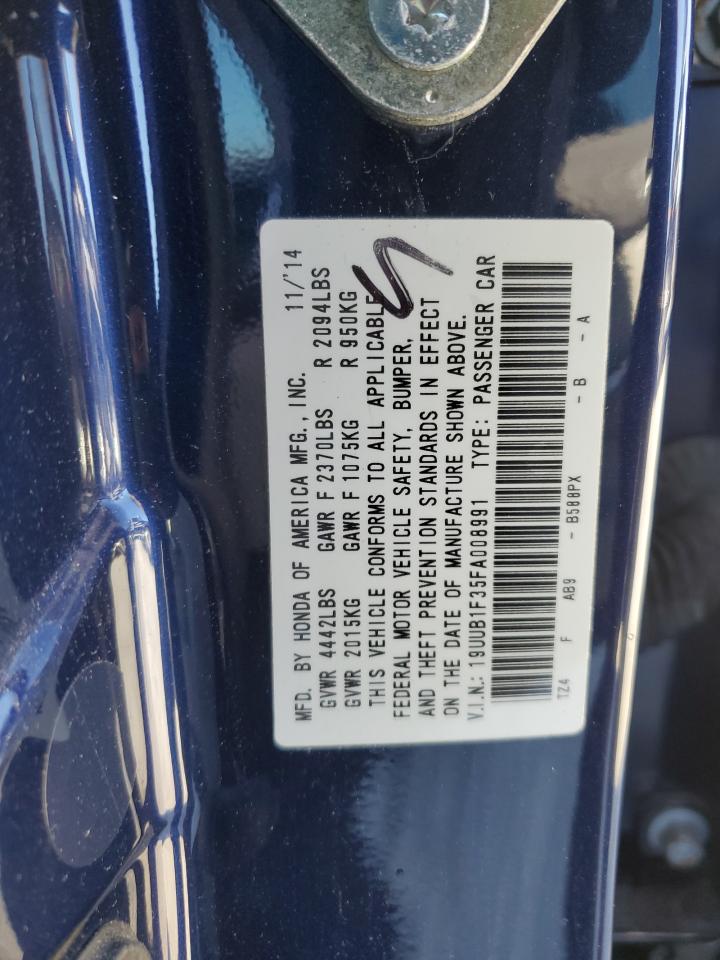 MFD. BY HONDA OF AMERICA MFG., INC. 11/'14
GVWR 4442LBS GAWR F 2370LBS R 2094LBS
GVWR 2015KG GAWR F 1075KG R 950KG
THIS VEHICLE CONFORMS TO ALL APPLICABLE
FEDERAL MOTOR VEHICLE SAFETY, BUMPER,
AND THEFT PREVENTION STANDARDS IN EFFECT
ON THE DATE OF MANUFACTURE SHOWN ABOVE.
V.I.N.: 19UUB1F35FA008991 TYPE: PASSENGER CAR
TZ4 F AB9 - B588PX - B - A